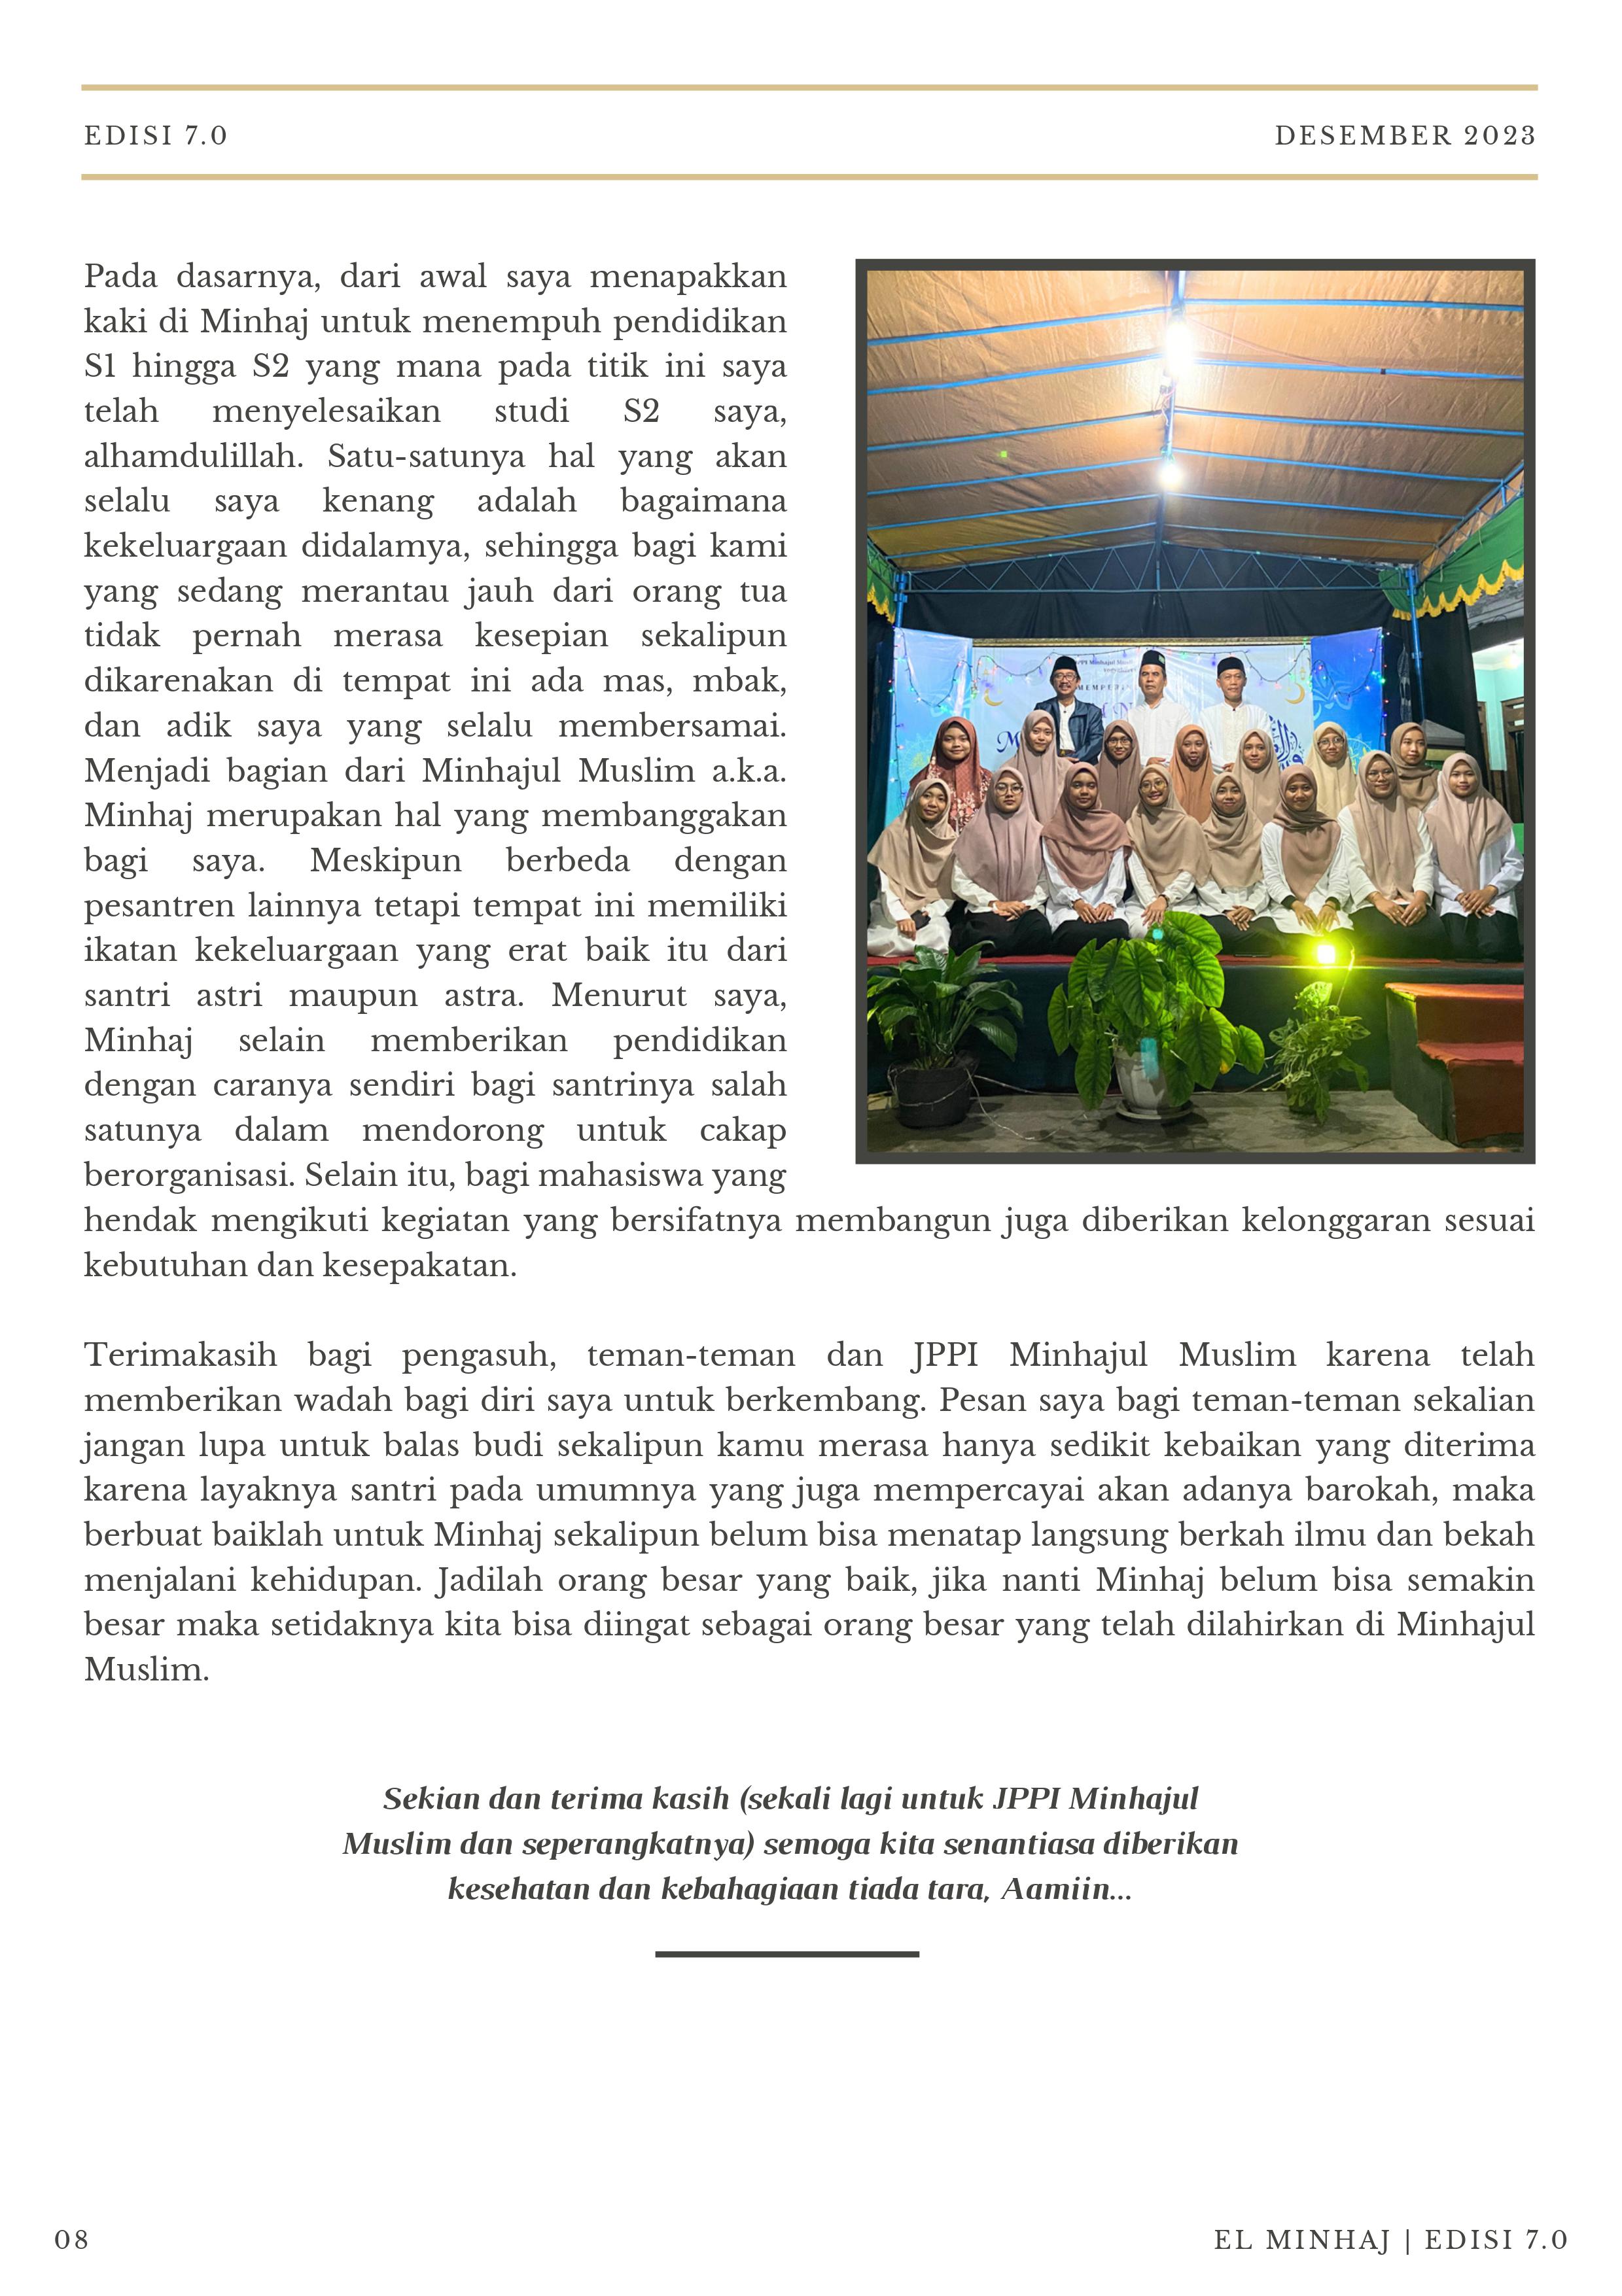 EDISI 7.0
DESEMBER 2023
Pada dasarnya, dari awal saya menapakkan
kaki di Minhaj untuk menempuh pendidikan
S1 hingga S2 yang mana pada titik ini saya
telah menyelesaikan studi S2 saya,
alhamdulillah. Satu-satunya hal yang akan
selalu saya kenang adalah bagaimana
kekeluargaan didalamya, sehingga bagi kami
yang sedang merantau jauh dari orang tua
tidak pernah merasa kesepian sekalipun
dikarenakan di tempat ini ada mas, mbak,
dan adik saya yang selalu membersamai.
Menjadi bagian dari Minhajul Muslim a.k.a.
Minhaj merupakan hal yang membanggakan
bagi saya. Meskipun berbeda dengan
pesantren lainnya tetapi tempat ini memiliki
ikatan kekeluargaan yang erat baik itu dari
santri astri maupun astra. Menurut saya,
Minhaj selain memberikan pendidikan
dengan caranya sendiri bagi santrinya salah
satunya dalam mendorong untuk cakap
berorganisasi. Selain itu, bagi mahasiswa yang
hendak mengikuti kegiatan yang bersifatnya membangun juga diberikan kelonggaran sesuai
kebutuhan dan kesepakatan.
Terimakasih bagi pengasuh, teman-teman dan JPPI Minhajul Muslim karena telah
memberikan wadah bagi diri saya untuk berkembang. Pesan saya bagi teman-teman sekalian
jangan lupa untuk balas budi sekalipun kamu merasa hanya sedikit kebaikan yang diterima
karena layaknya santri pada umumnya yang juga mempercayai akan adanya barokah, maka
berbuat baiklah untuk Minhaj sekalipun belum bisa menatap langsung berkah ilmu dan bekah
menjalani kehidupan. Jadilah orang besar yang baik, jika nanti Minhaj belum bisa semakin
besar maka setidaknya kita bisa diingat sebagai orang besar yang telah dilahirkan di Minhajul
Muslim.
Sekian dan terima kasih (sekali lagi untuk JPPI Minhajul
Muslim dan seperangkatnya) semoga kita senantiasa diberikan
kesehatan dan kebahagiaan tiada tara, Aamiin...
08
EL MINHAJ | EDISI 7.0